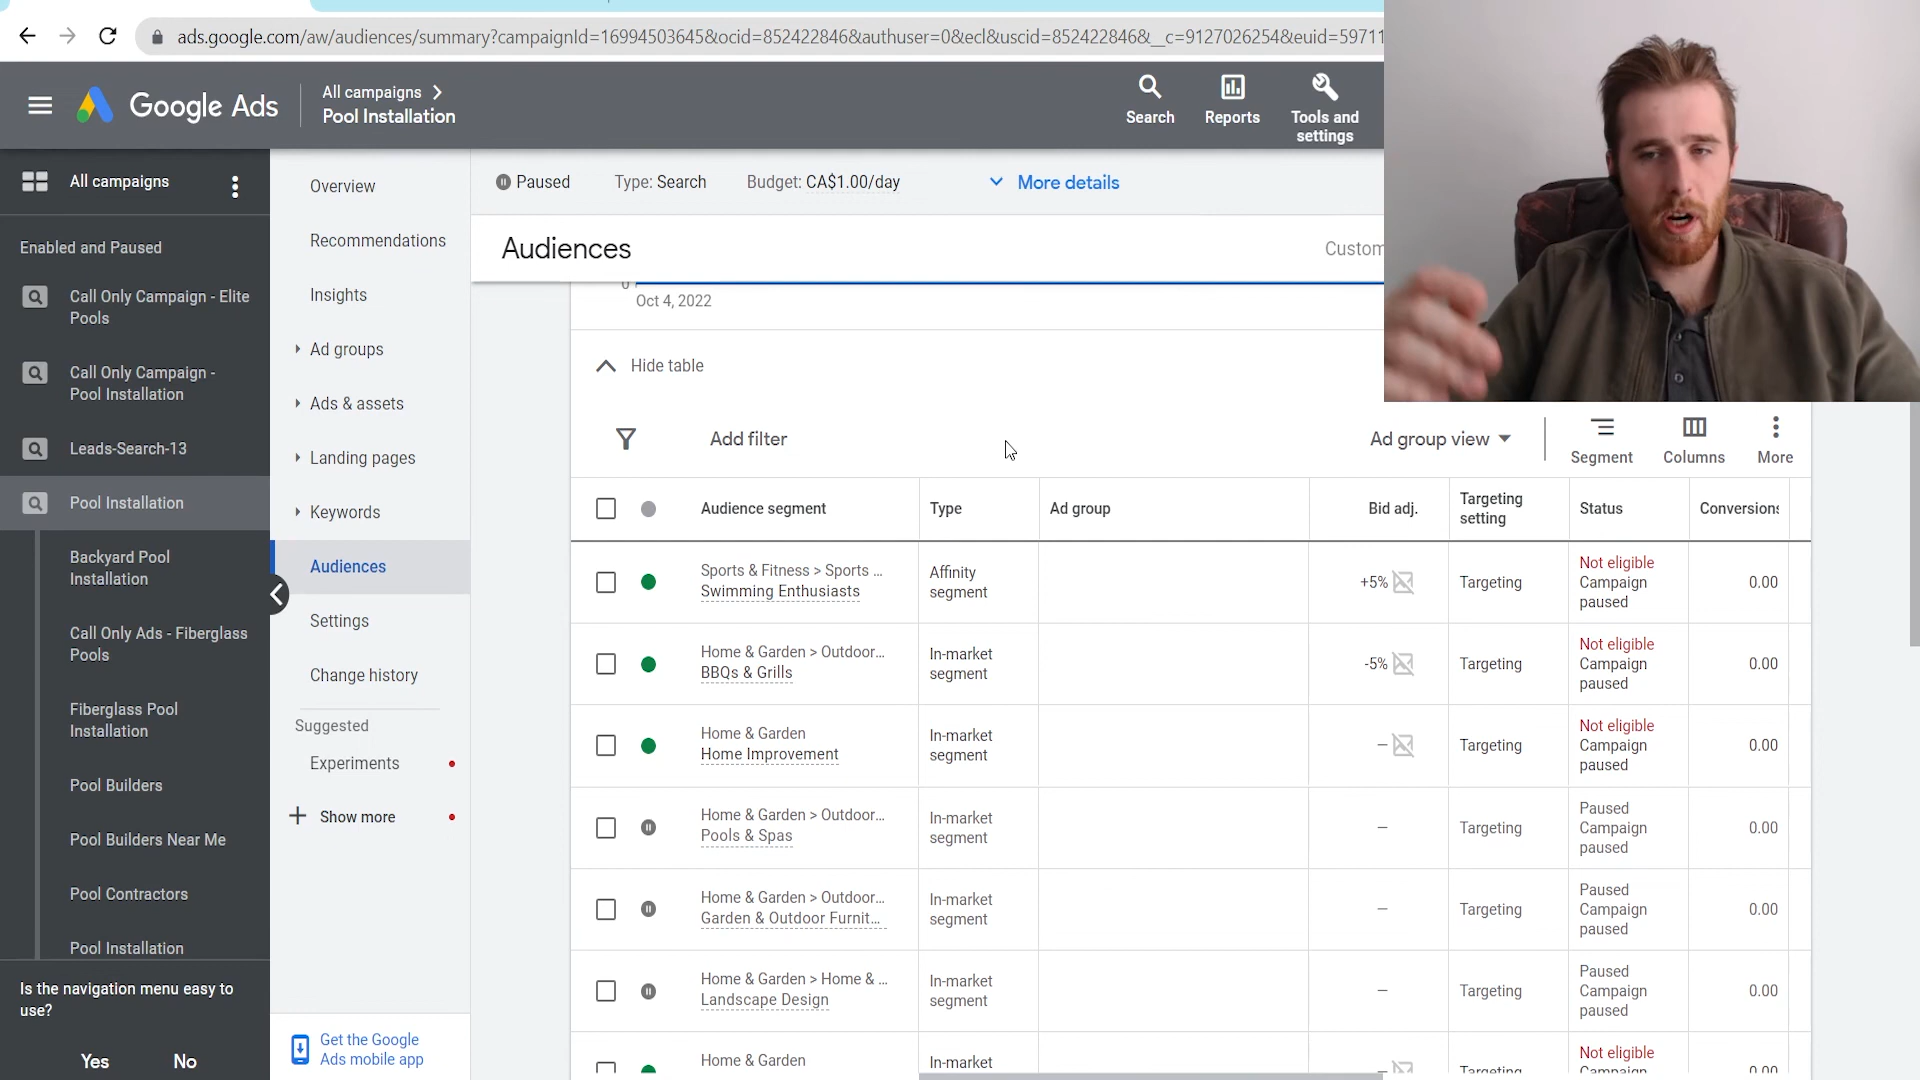 ads.google.com/aw/audiences/summary?campaignId=16994503645&ocid=852422846&authuser=0&ecl&uscid=852422846&__c=9127026254&euid=59711
Google Ads
All campaigns
Pool Installation
Search
Reports
Tools and
settings
All campaigns
Enabled and Paused
Call Only Campaign - Elite
Pools
Call Only Campaign -
Pool Installation
Leads-Search-13
Pool Installation
Backyard Pool
Installation
Call Only Ads - Fiberglass
Pools
Fiberglass Pool
Installation
Pool Builders
Pool Builders Near Me
Pool Contractors
Pool Installation
Is the navigation menu easy to
use?
Yes
No
Overview
Recommendations
Insights
Ad groups
Ads & assets
Landing pages
Keywords
Audiences
Settings
Change history
Suggested
Experiments
Show more
Get the Google
Ads mobile app
Paused
Type: Search
Budget: CA$1.00/day
More details
Audiences
Custom
0
Oct 4, 2022
Hide table
Add filter
Ad group view
Segment
Columns
More
Audience segment
Type
Ad group
Bid adj.
Targeting
setting
Status
Conversions
Sports & Fitness > Sports ...
Swimming Enthusiasts
Affinity
segment
+5%
Targeting
Not eligible
Campaign
paused
0.00
Home & Garden > Outdoor...
BBQs & Grills
In-market
segment
-5%
Targeting
Not eligible
Campaign
paused
0.00
Home & Garden
Home Improvement
In-market
segment
–
Targeting
Not eligible
Campaign
paused
0.00
Home & Garden > Outdoor...
Pools & Spas
In-market
segment
–
Targeting
Paused
Campaign
paused
0.00
Home & Garden > Outdoor...
Garden & Outdoor Furnit...
In-market
segment
–
Targeting
Paused
Campaign
paused
0.00
Home & Garden > Home & ...
Landscape Design
In-market
segment
–
Targeting
Paused
Campaign
paused
0.00
Home & Garden
In-market
–
Targeting
Not eligible
Campaign
0.00